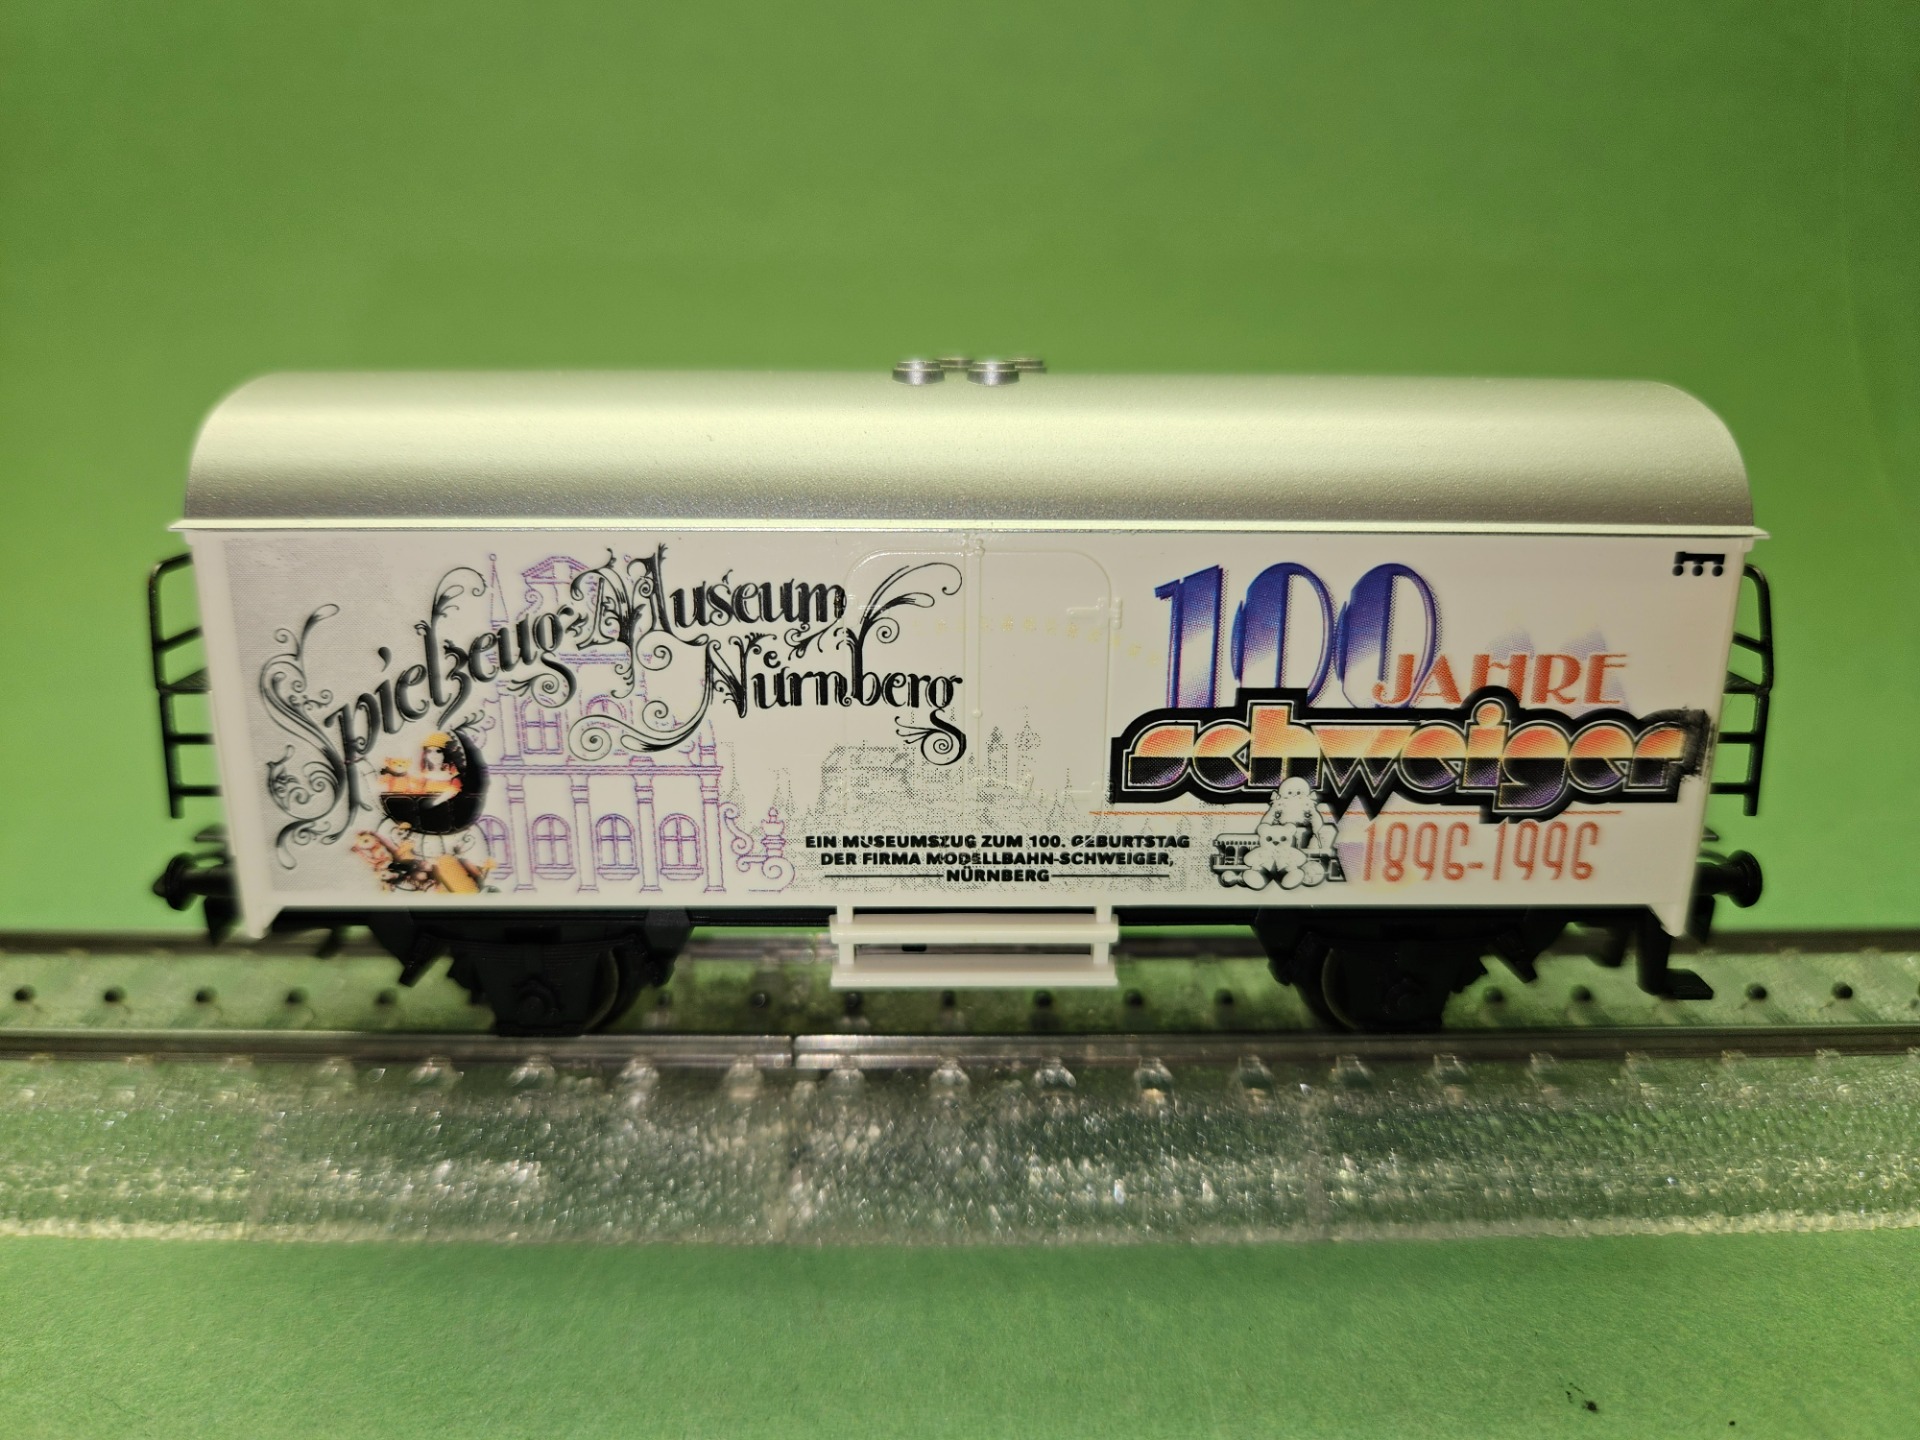 Spielzeug-Museum
Nürnberg
100
JAHRE
schweiger
1896-1996
EIN MUSEUMSZUG ZUM 100. GEBURTSTAG
DER FIRMA MODELLBAHN-SCHWEIGER,
NÜRNBERG